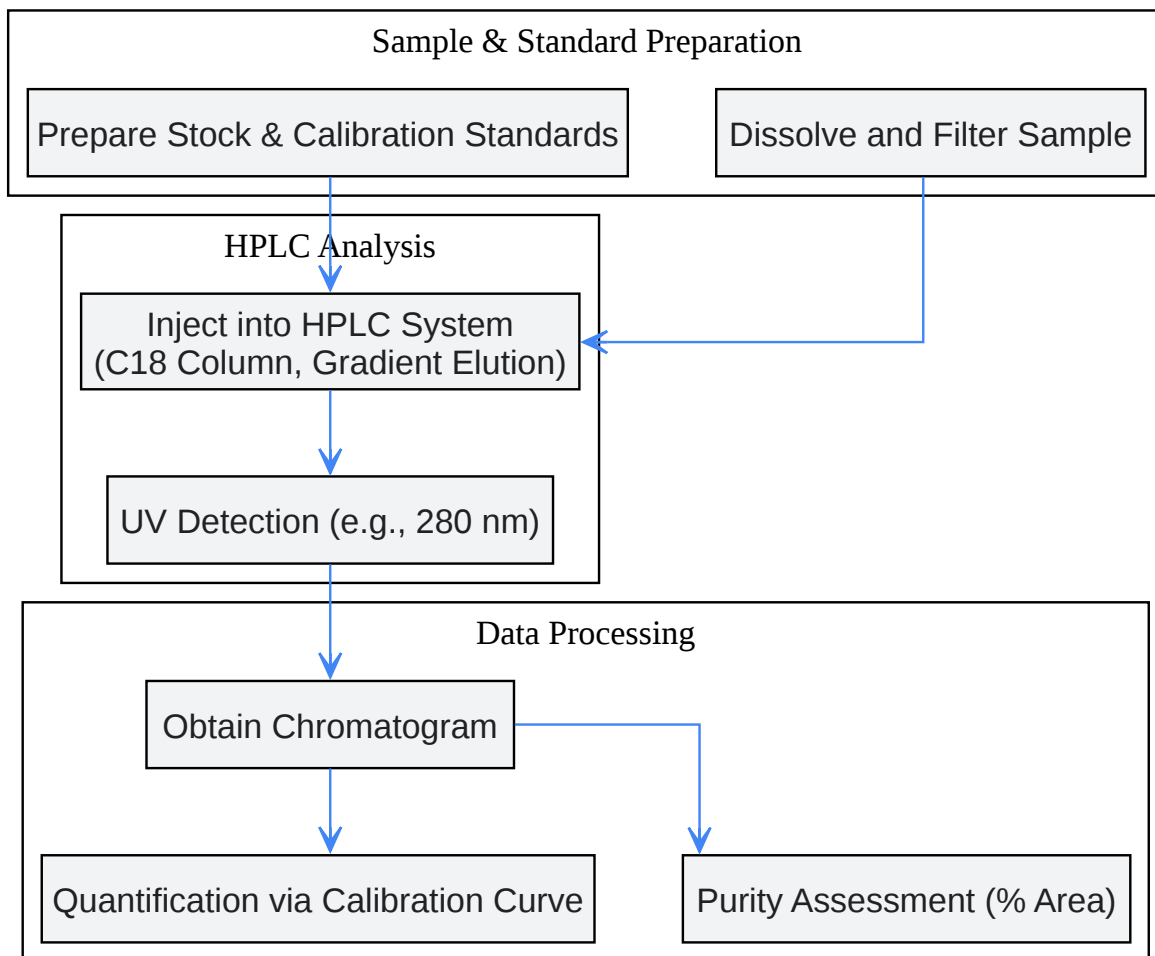 Sample & Standard Preparation
Prepare Stock & Calibration Standards
Dissolve and Filter Sample
HPLC Analysis
Inject into HPLC System
(C18 Column, Gradient Elution)
UV Detection (e.g., 280 nm)
Data Processing
Obtain Chromatogram
Quantification via Calibration Curve
Purity Assessment (% Area)